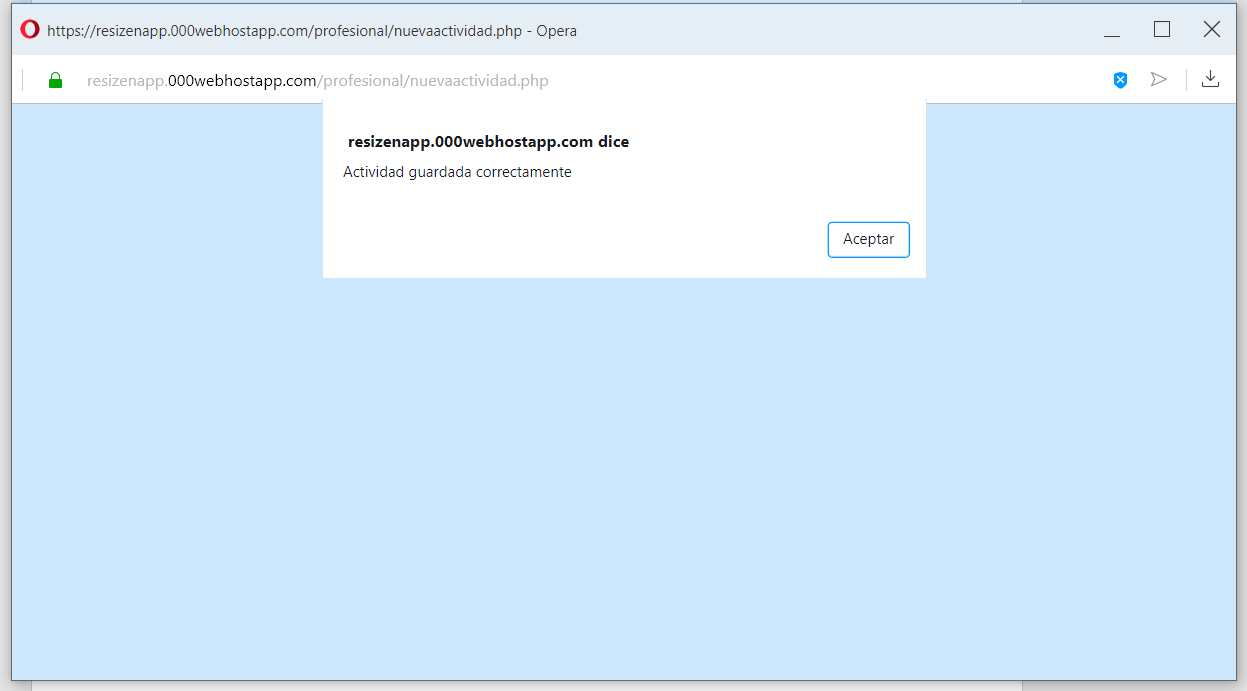 https://resizenapp.000webhostapp.com/profesional/nuevaactividad.php - Opera
resizenapp.000webhostapp.com/profesional/nuevaactividad.php
resizenapp.000webhostapp.com dice
Actividad guardada correctamente
Aceptar